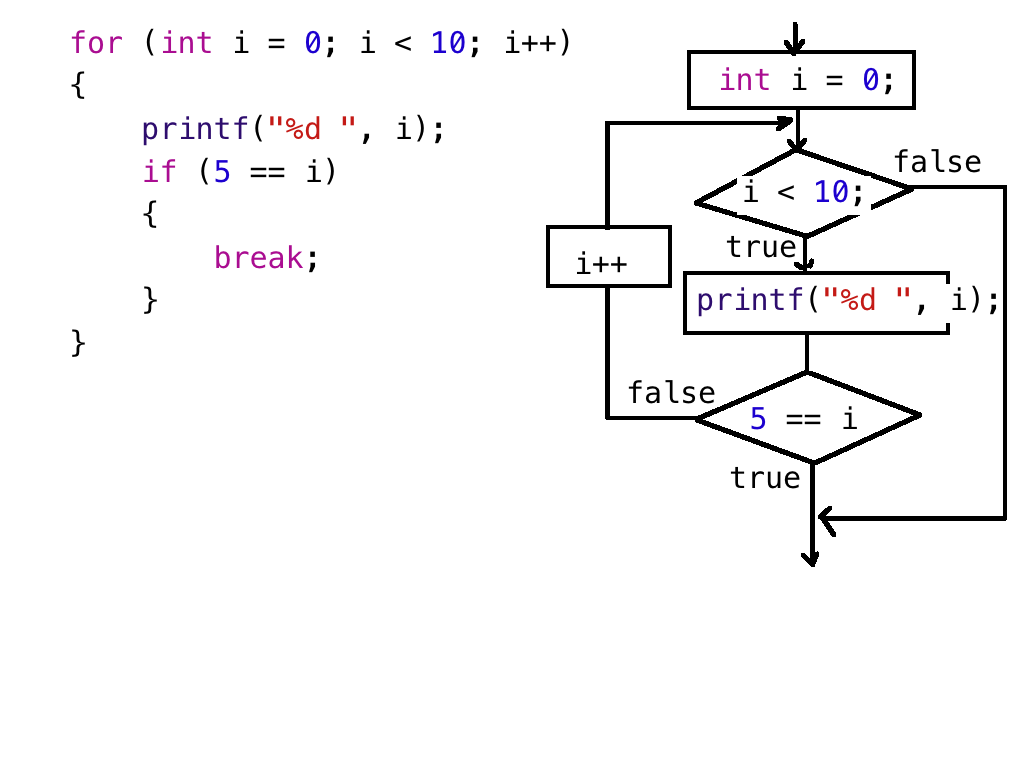 for (int i = 0; i < 10; i++)
{
    printf("%d ", i);
    if (5 == i)
    {
        break;
    }
}
int i = 0;
false
i < 10;
true
i++
printf("%d ", i);
false
5 == i
true